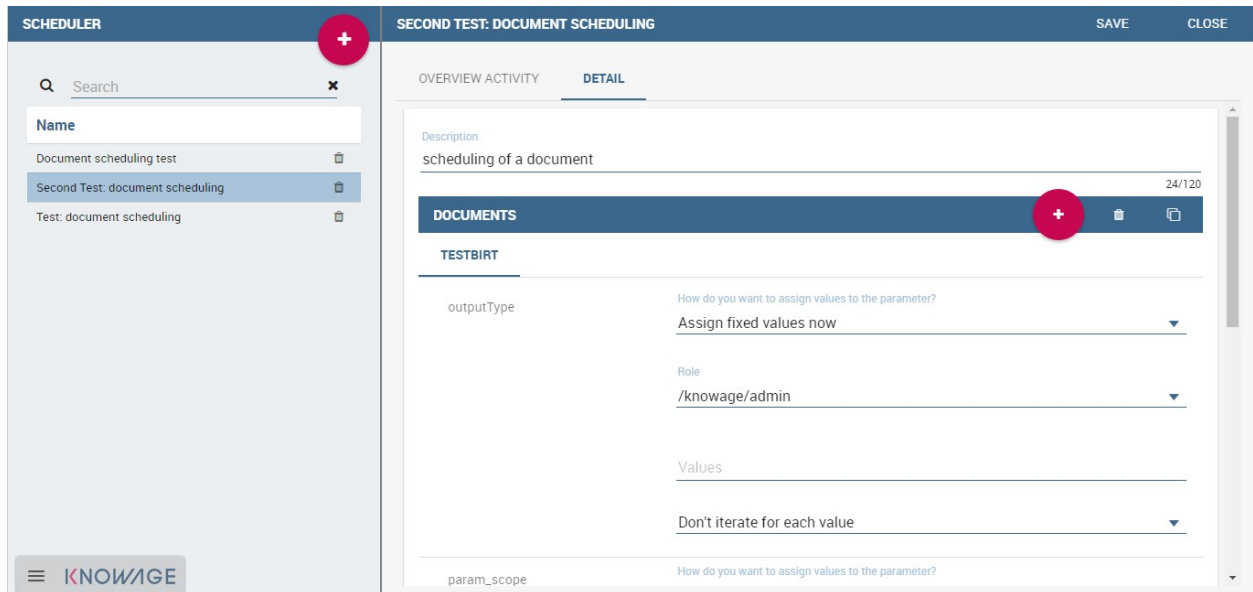 SCHEDULER
+
Search
Name
Document scheduling test
Second Test: document scheduling
Test: document scheduling
KNOWAGE
SECOND TEST: DOCUMENT SCHEDULING SAVE CLOSE
OVERVIEW ACTIVITY DETAIL
Description
scheduling of a document
24/120
DOCUMENTS +
TESTBIRT
outputType
How do you want to assign values to the parameter?
Assign fixed values now
Role
/knowage/admin
Values
Don't iterate for each value
param_scope
How do you want to assign values to the parameter?